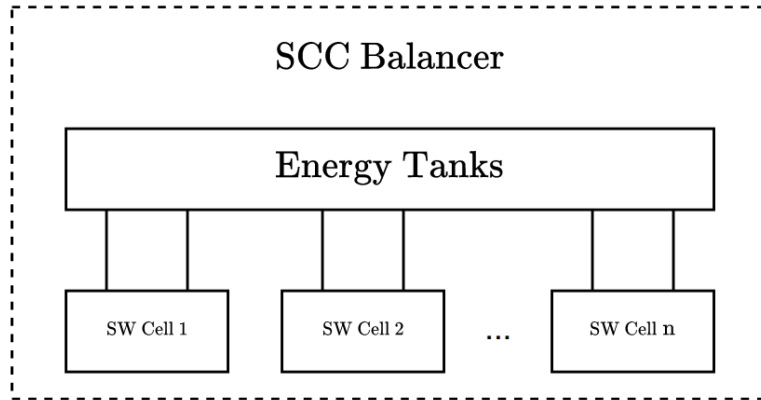 SCC Balancer
Energy Tanks
SW Cell 1
SW Cell 2
...
SW Cell n